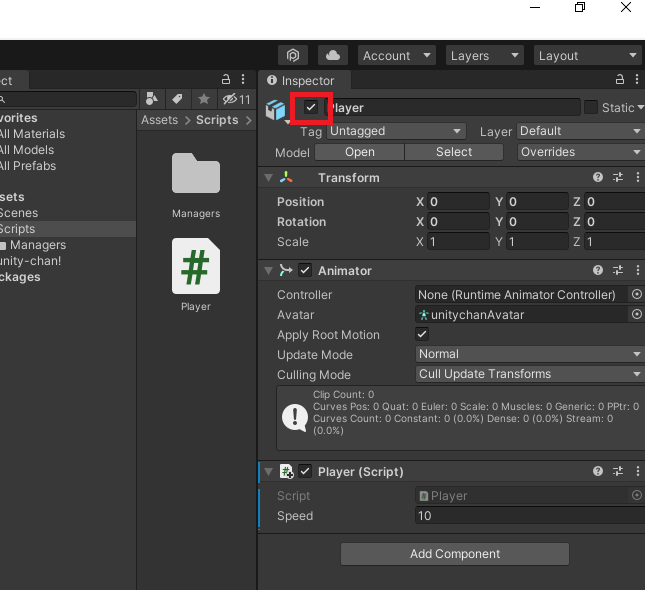 Account
Layers
Layout
ct
Inspector
11
Player
Static
vorites
All Materials
All Models
All Prefabs
Assets
Scripts
Tag
Untagged
Layer
Default
Model
Open
Select
Overrides
sets
Scenes
Scripts
Managers
unity-chan!
ckages
Managers
#
Player
Transform
Position X 0 Y 0 Z 0
Rotation X 0 Y 0 Z 0
Scale X 1 Y 1 Z 1
Animator
Controller None (Runtime Animator Controller)
Avatar unitychanAvatar
Apply Root Motion
Update Mode Normal
Culling Mode Cull Update Transforms
Clip Count: 0
Curves Pos: 0 Quat: 0 Euler: 0 Scale: 0 Muscles: 0 Generic: 0 PPtr: 0
Curves Count: 0 Constant: 0 (0.0%) Dense: 0 (0.0%) Stream: 0
(0.0%)
Player (Script)
Script Player
Speed 10
Add Component